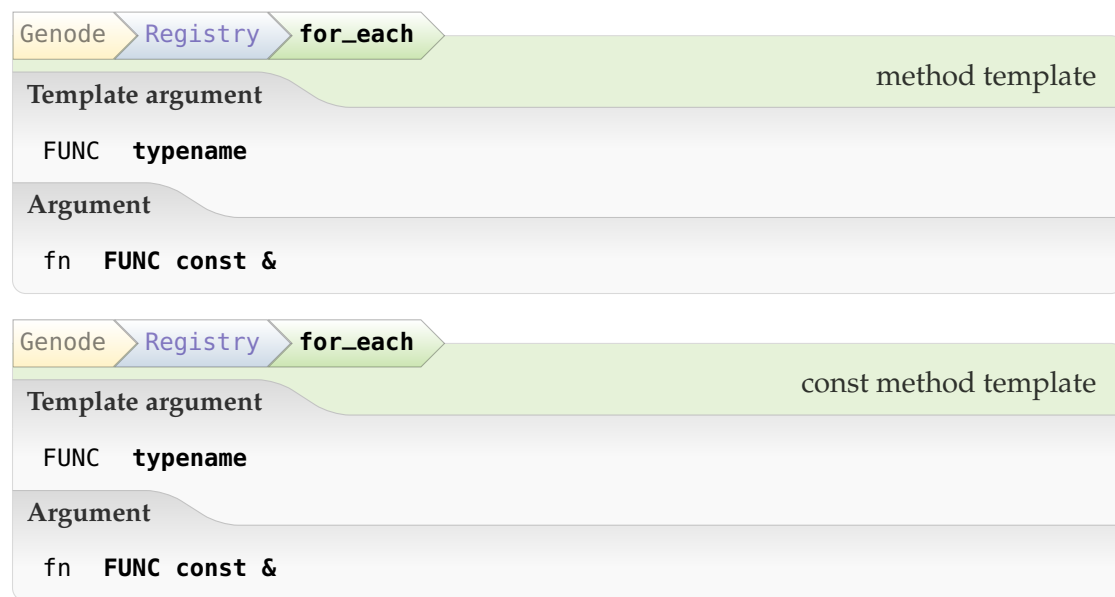 Genode Registry for_each
method template
Template argument
FUNC typename
Argument
fn FUNC const &
Genode Registry for_each
const method template
Template argument
FUNC typename
Argument
fn FUNC const &